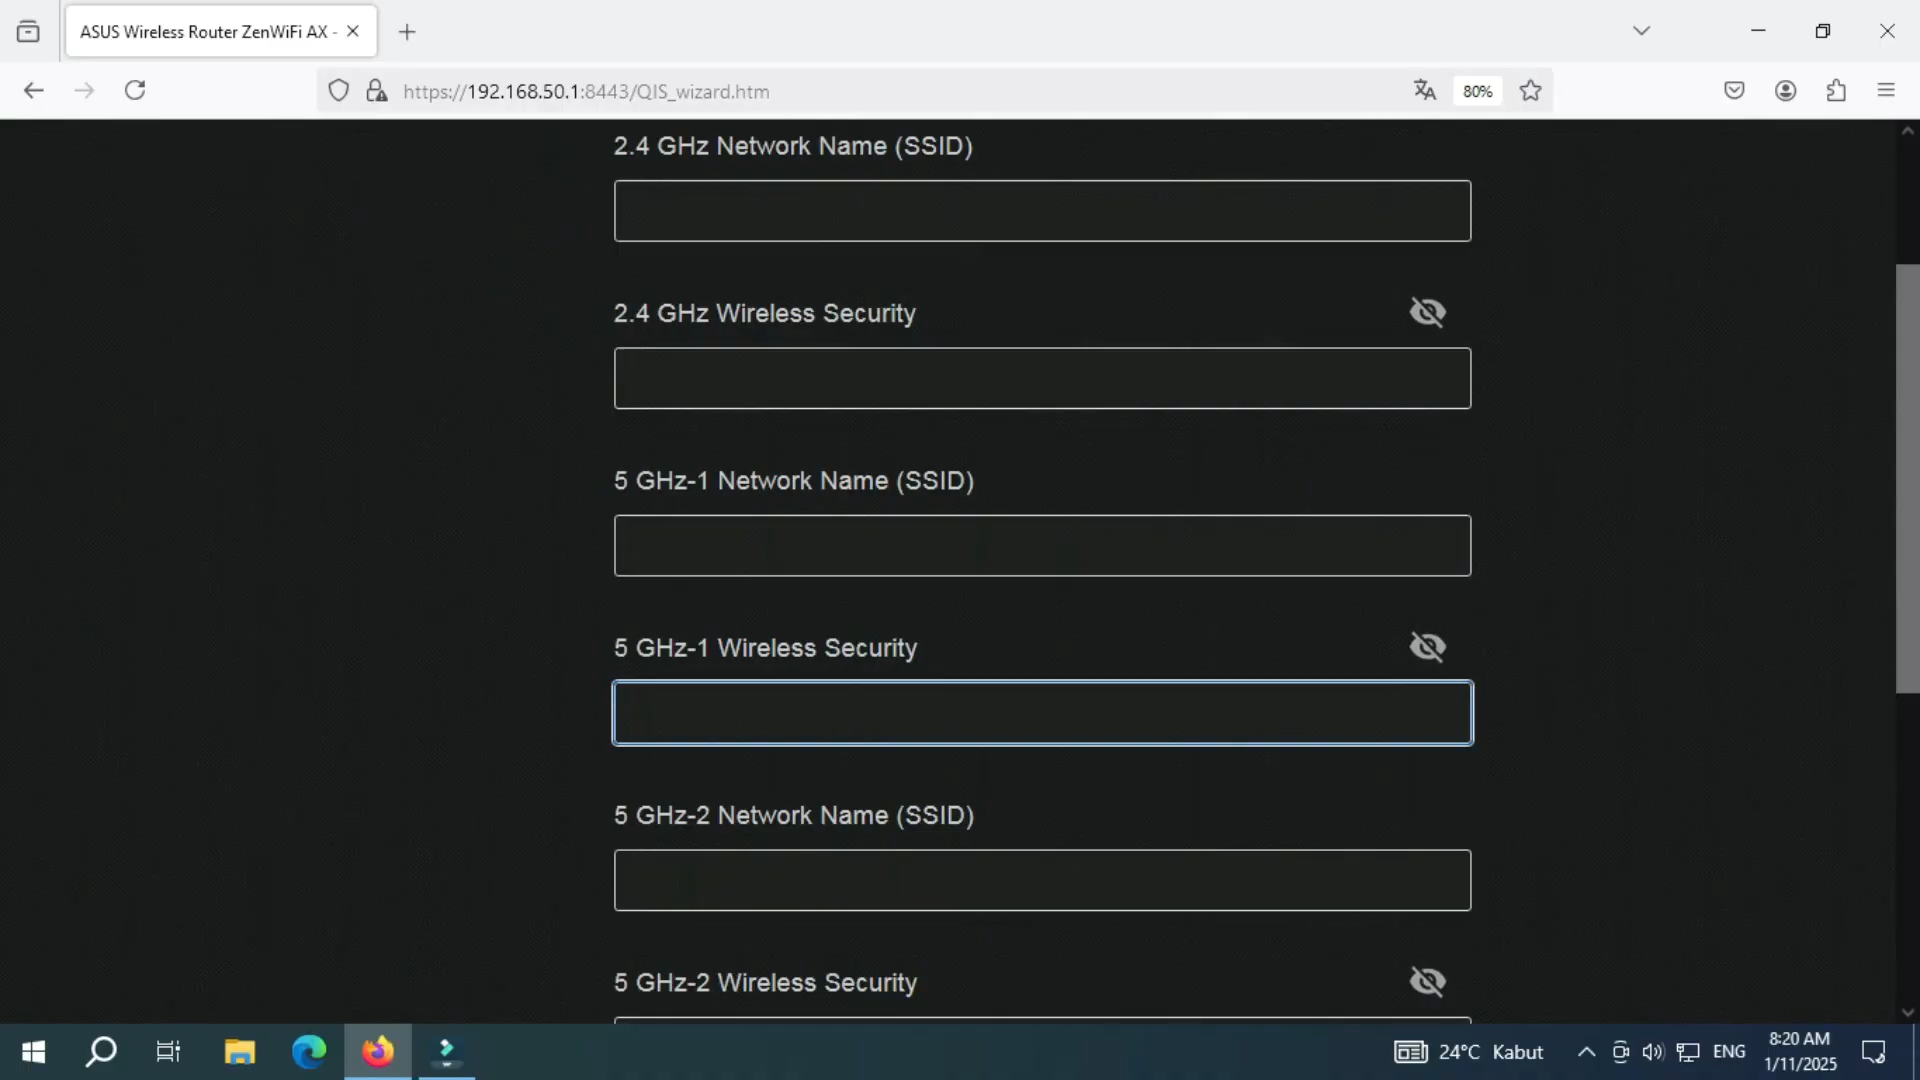 ASUS Wireless Router ZenWiFi AX -
https://192.168.50.1:8443/QIS_wizard.htm
80%
2.4 GHz Network Name (SSID)
2.4 GHz Wireless Security
5 GHz-1 Network Name (SSID)
5 GHz-1 Wireless Security
5 GHz-2 Network Name (SSID)
5 GHz-2 Wireless Security
24°C Kabut
ENG
8:20 AM
1/11/2025